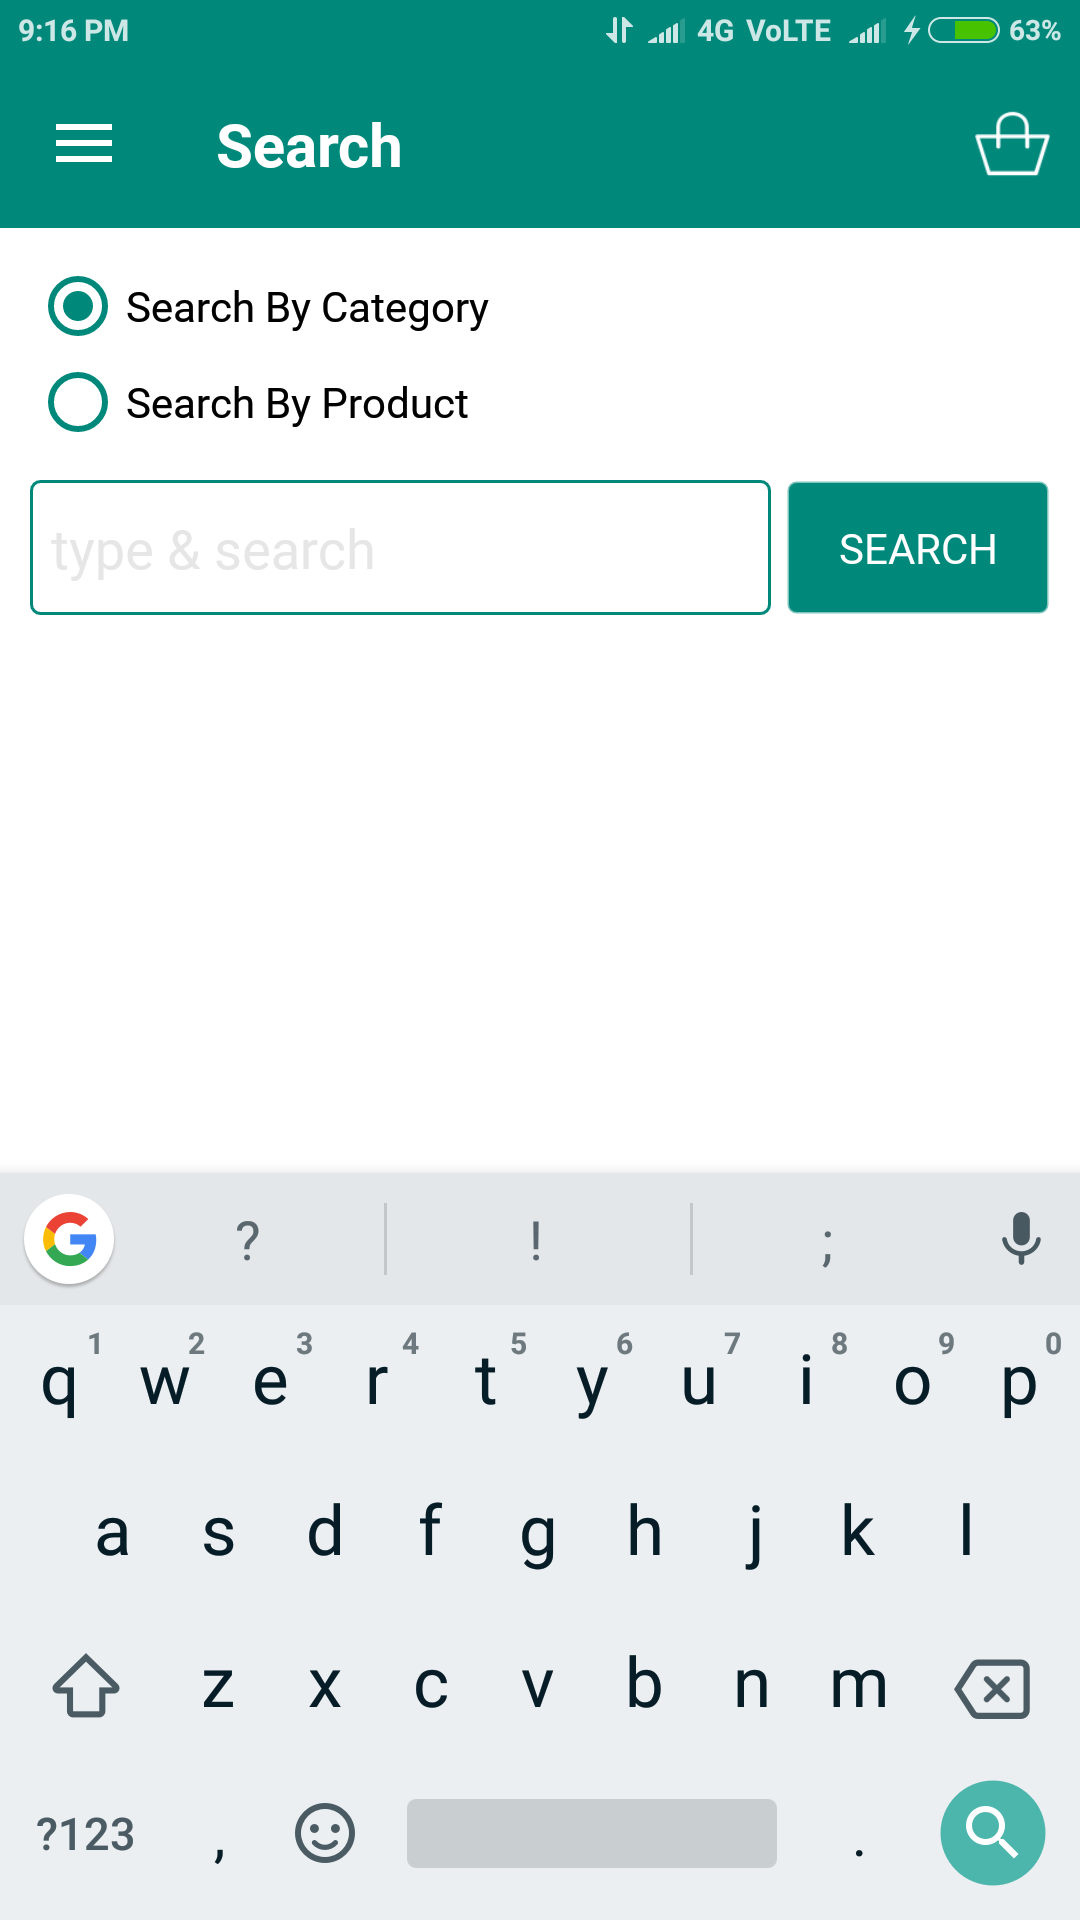 9:16 PM 4G VoLTE 63%
Search
Search By Category
Search By Product
type & search SEARCH
? ! ;
1 2 3 4 5 6 7 8 9 0
q w e r t y u i o p
a s d f g h j k l
z x c v b n m
?123 , .